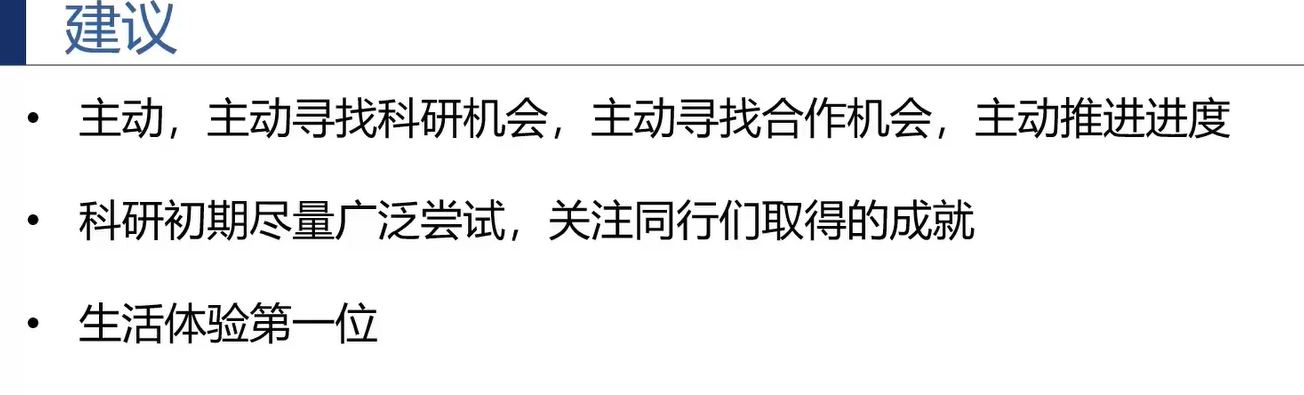 建议
• 主动，主动寻找科研机会，主动寻找合作机会，主动推进进度
• 科研初期尽量广泛尝试，关注同行们取得的成就
• 生活体验第一位